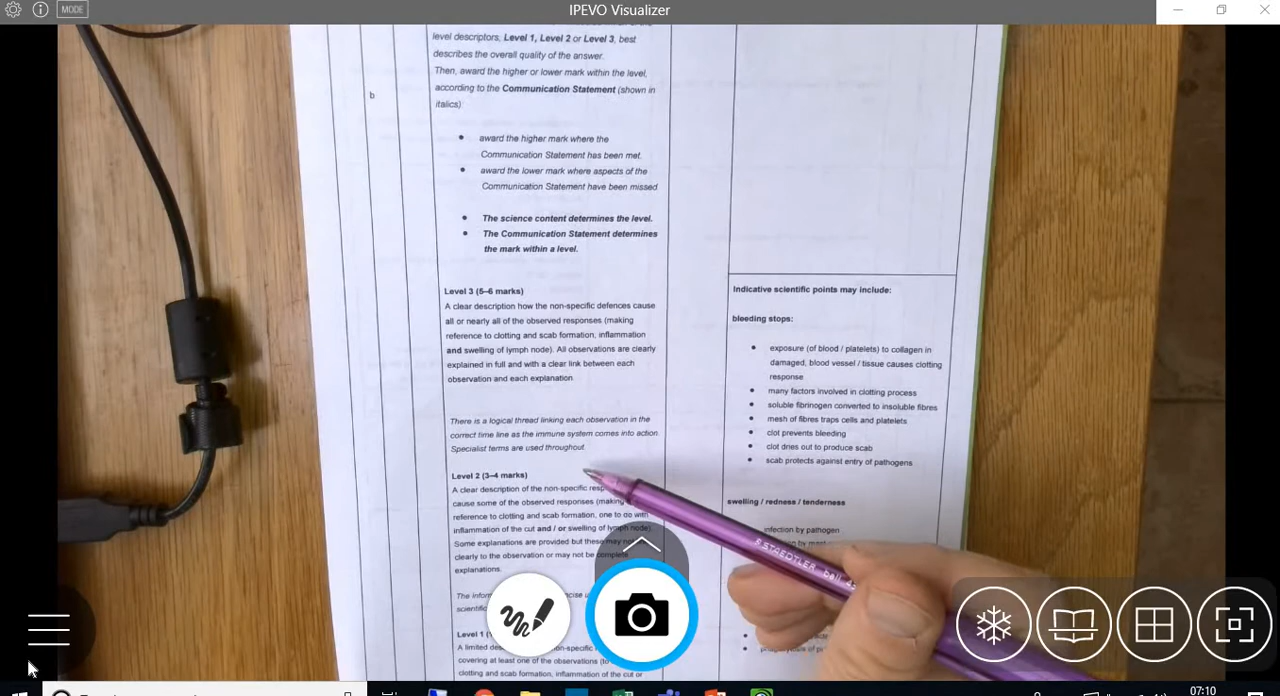 MODE
IPEVO Visualizer
level descriptors, Level 1, Level 2 or Level 3, best
describes the overall quality of the answer.
Then, award the higher or lower mark within the level,
according to the Communication Statement (shown in
italics):
b
award the higher mark where the
Communication Statement has been met.
award the lower mark where aspects of the
Communication Statement have been missed
The science content determines the level.
The Communication Statement determines
the mark within a level.
Level 3 (5–6 marks)
A clear description how the non-specific defences cause
all or nearly all of the observed responses (making
reference to clotting and scab formation, inflammation
and swelling of lymph node). All observations are clearly
explained in full and with a clear link between each
observation and each explanation
There is a logical thread linking each observation in the
correct time line as the immune system comes into action.
Specialist terms are used throughout
Level 2 (3–4 marks)
A clear description of the non-specific
cause some of the observed responses (making
reference to clotting and scab formation, one to do with
inflammation of the cut and / or swelling of lymph node).
Some explanations are provided but these may
clearly to the observation or may not be complete
explanations.
The
Level 1
A limited
covering at least one of the observations
clotting and scab formation, inflammation of the cut or
Indicative scientific points may include:
bleeding stops:
exposure (of blood / platelets) to collagen in
damaged, blood vessel / tissue causes clotting
response
many factors involved in clotting process
soluble fibrinogen converted to insoluble fibres
mesh of fibres traps cells and platelets
clot prevents bleeding
clot dries out to produce scab
scab protects against entry of pathogens
swelling / redness / tenderness
infection by pathogen
STAEDTLER ball
07:10